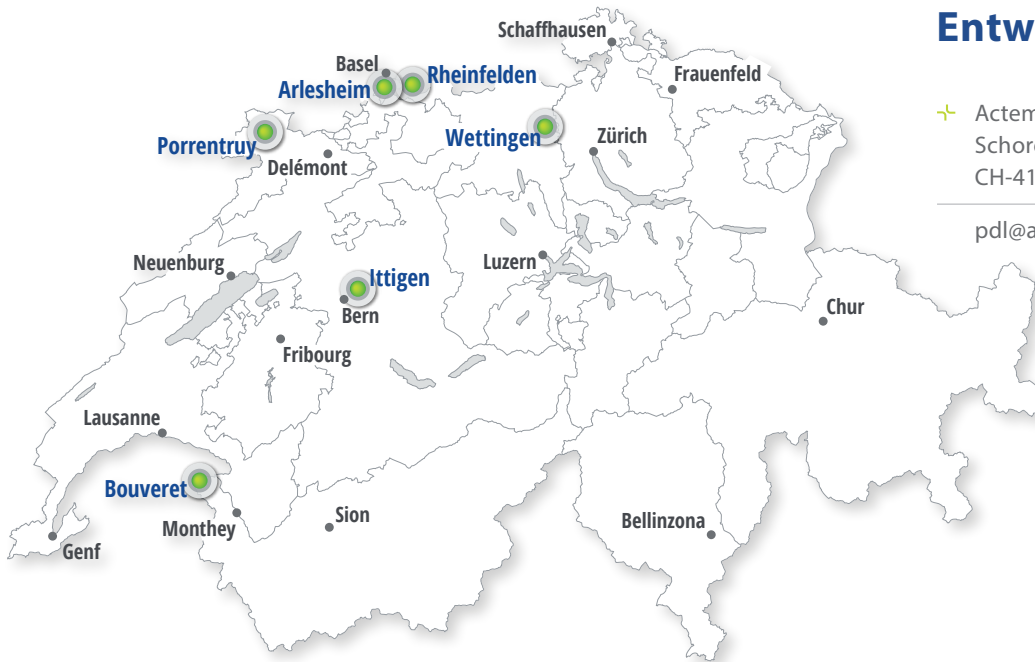 Schaffhausen
Basel
Arlesheim
Rheinfelden
Frauenfeld
Porrentruy
Delémont
Wettingen
Zürich
Neuenburg
Ittigen
Luzern
Bern
Chur
Fribourg
Lausanne
Bouveret
Monthey
Sion
Bellinzona
Genf
Entw
Actem
Schor
CH-41
pdl@a